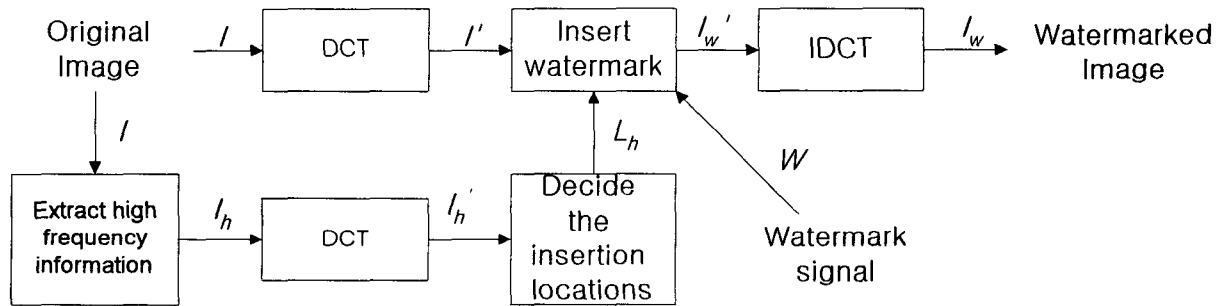 Original
Image
I
DCT
I'
Insert
watermark
I_w'
IDCT
I_w
Watermarked
Image
I
L_h
W
Extract high
frequency
information
I_h
DCT
I_h'
Decide
the
insertion
locations
Watermark
signal